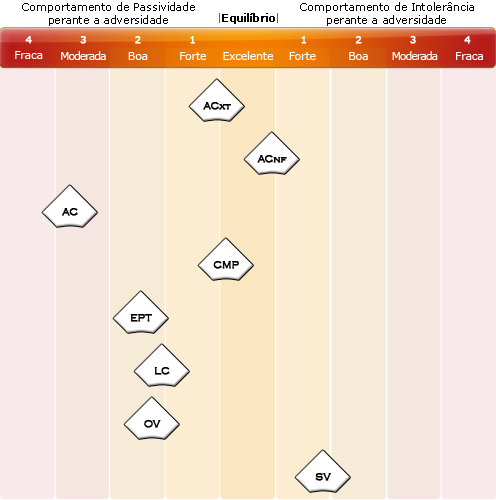 Comportamento de Passividade
perante a adversidade
|Equilíbrio|
Comportamento de Intolerância
perante a adversidade
4 3 2 1 1 2 3 4
Fraca Moderada Boa Forte Excelente Forte Boa Moderada Fraca
ACXT
ACNF
AC
CMP
EPT
LC
OV
SV